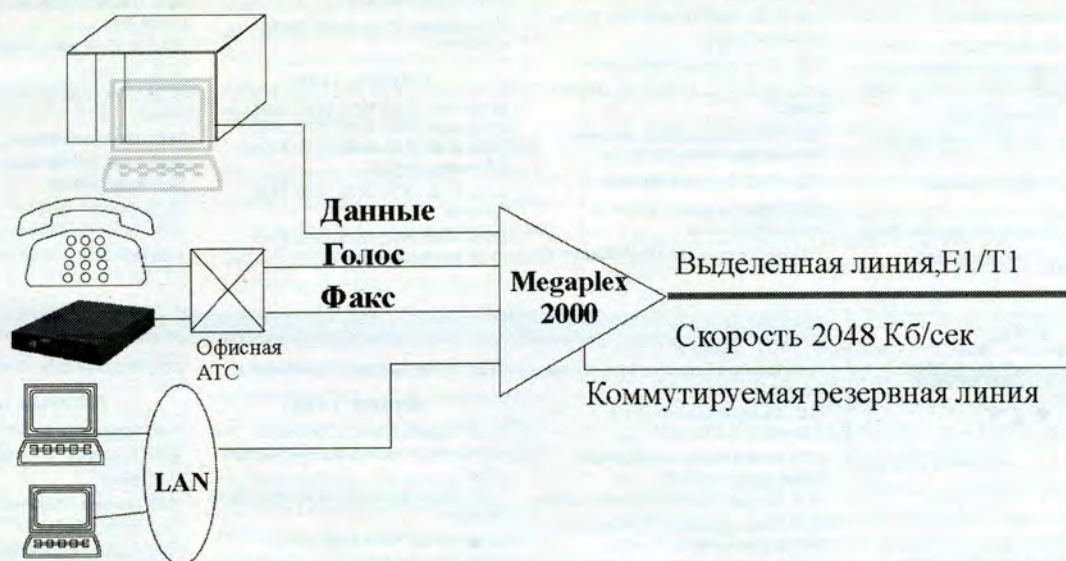 Данные
Голос
Факс
Офисная
АТС
LAN
Megaplex
2000
Выделенная линия,E1/T1
Скорость 2048 Кб/сек
Коммутируемая резервная линия